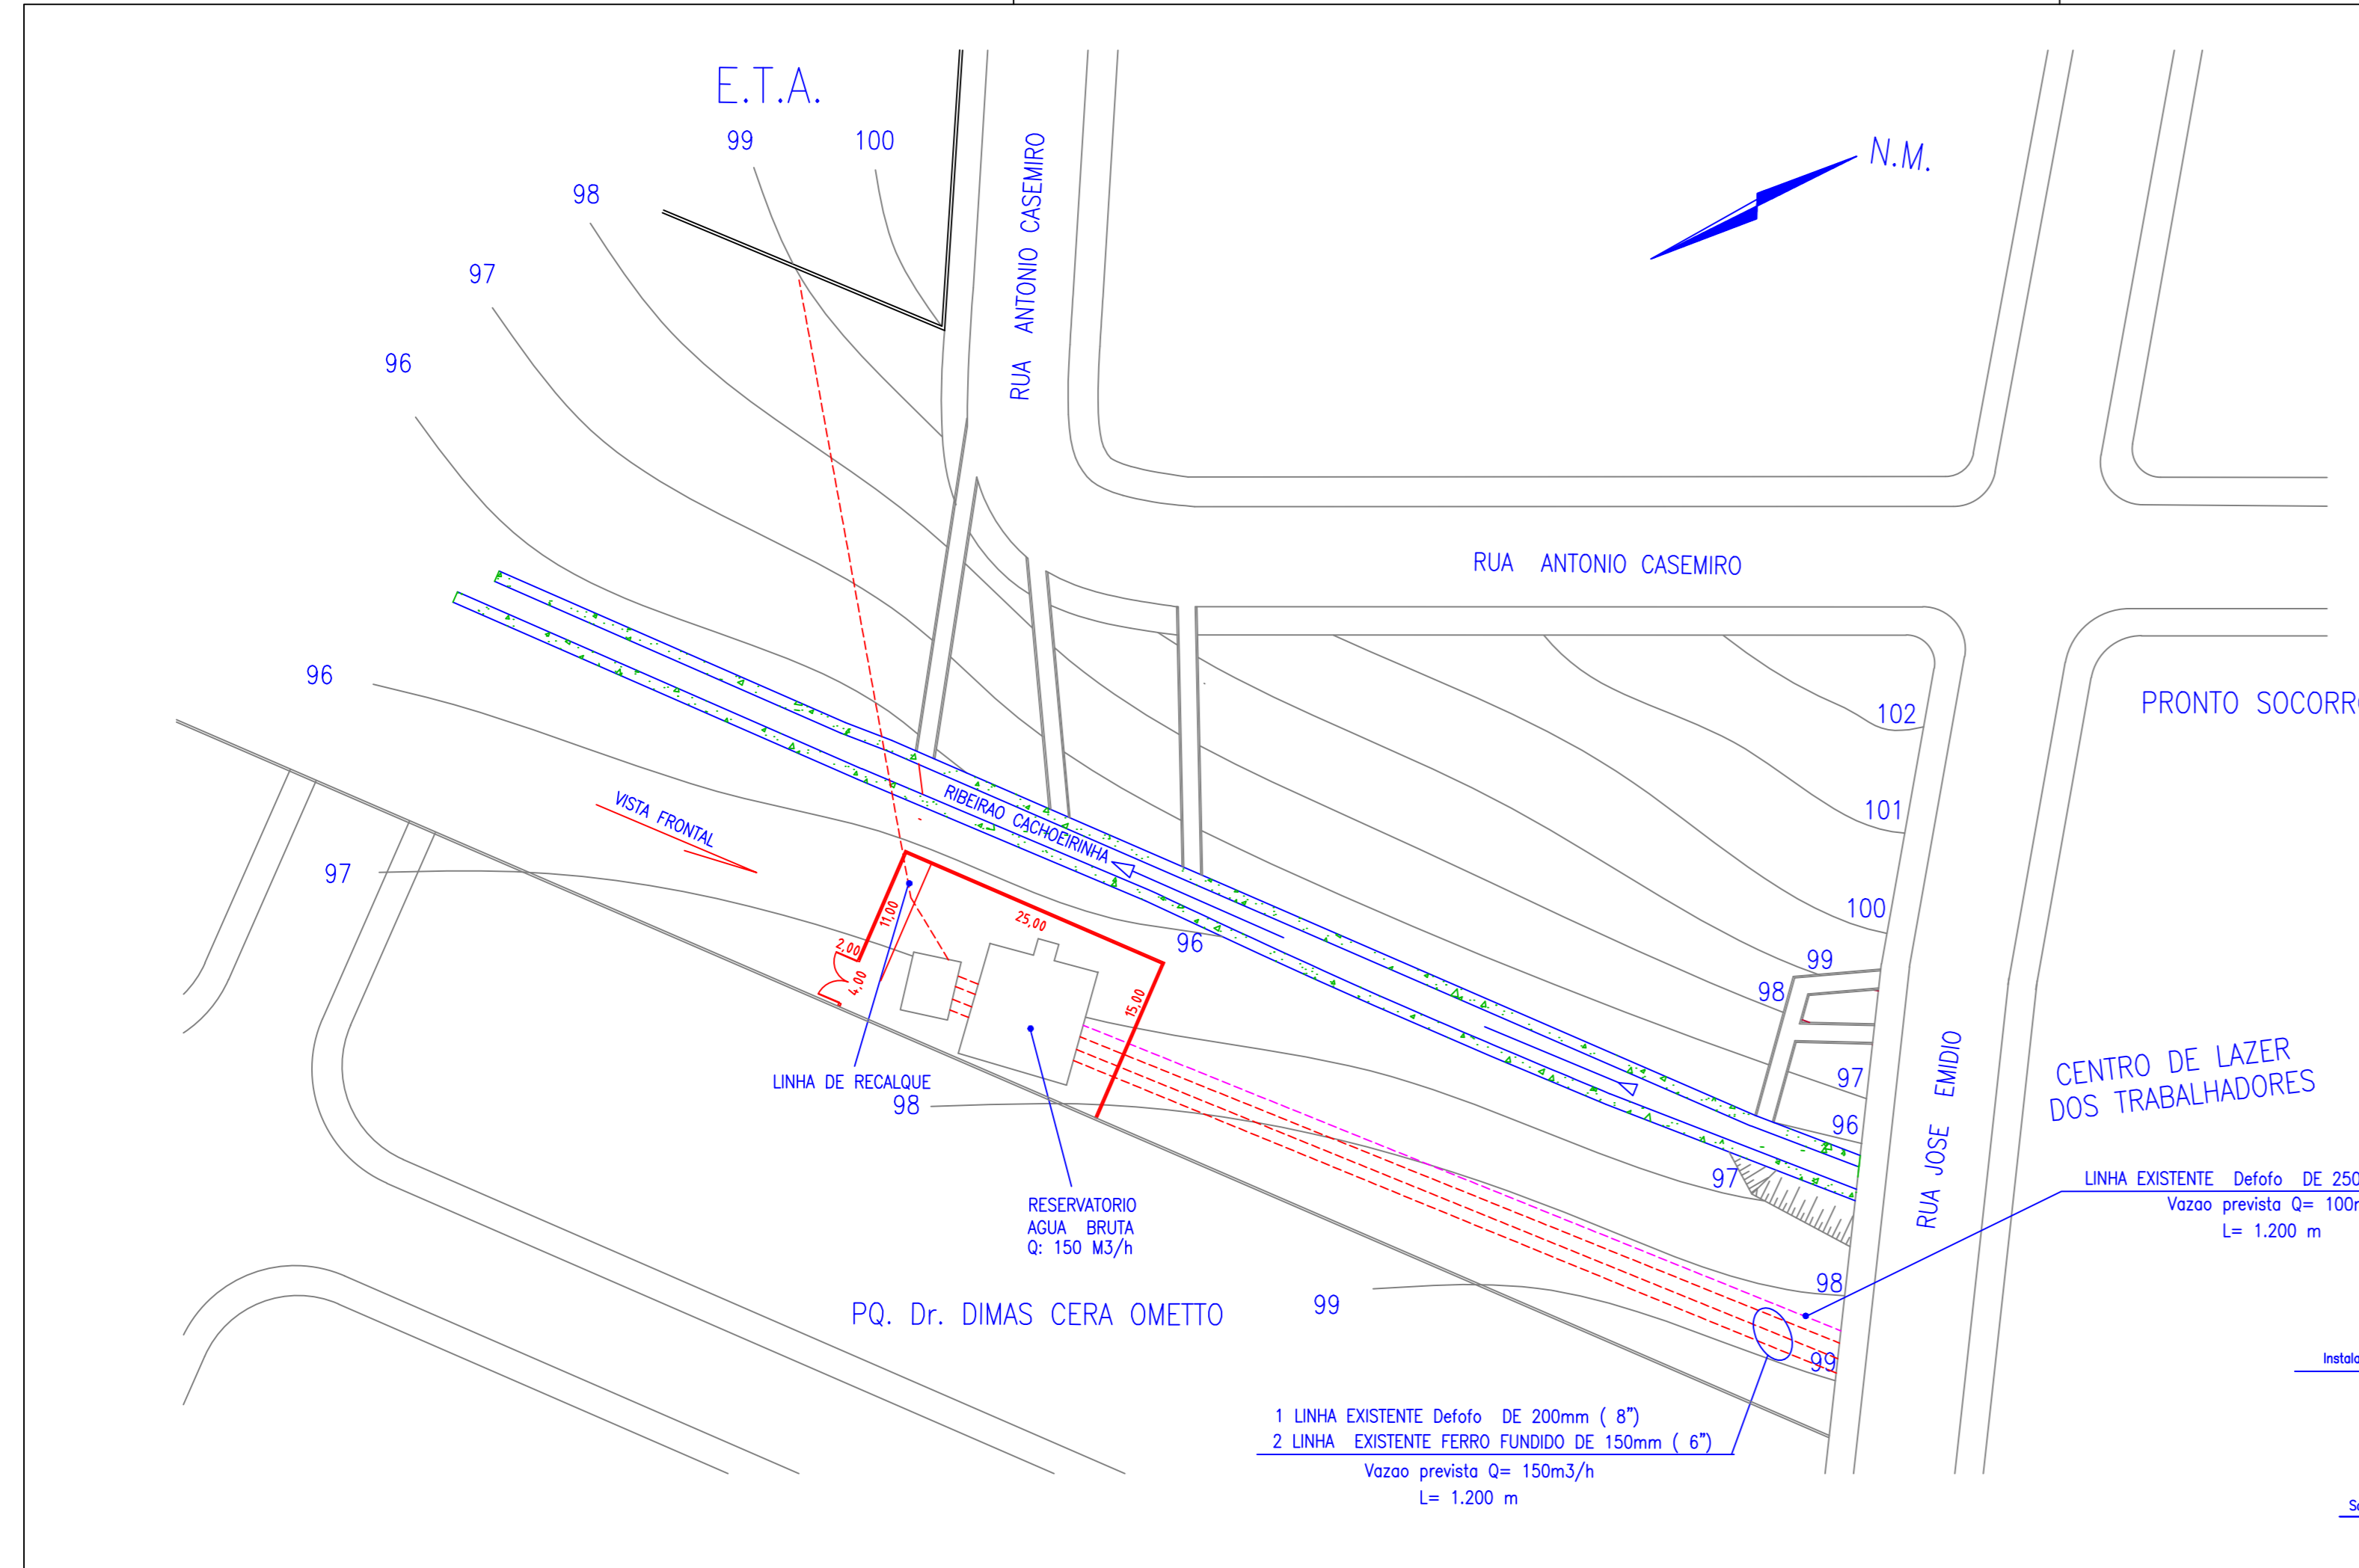 E.T.A.
99
100
98
97
96
RUA ANTONIO CASEMIRO
N.M.
RUA ANTONIO CASEMIRO
96
97
VISTA FRONTAL
RIBEIRAO CACHOEIRINHA
102
101
100
99
98
97
96
97
98
99
PRONTO SOCORRO
11,00
25,00
2,00
4,00
15,00
96
LINHA DE RECALQUE
98
RESERVATORIO
AGUA BRUTA
Q: 150 M3/h
RUA JOSE EMIDIO
CENTRO DE LAZER
DOS TRABALHADORES
LINHA EXISTENTE Defofo DE 250
Vazao prevista Q= 100m
L= 1.200 m
PQ. Dr. DIMAS CERA OMETTO
99
1 LINHA EXISTENTE Defofo DE 200mm ( 8")
2 LINHA EXISTENTE FERRO FUNDIDO DE 150mm ( 6")
Vazao prevista Q= 150m3/h
L= 1.200 m